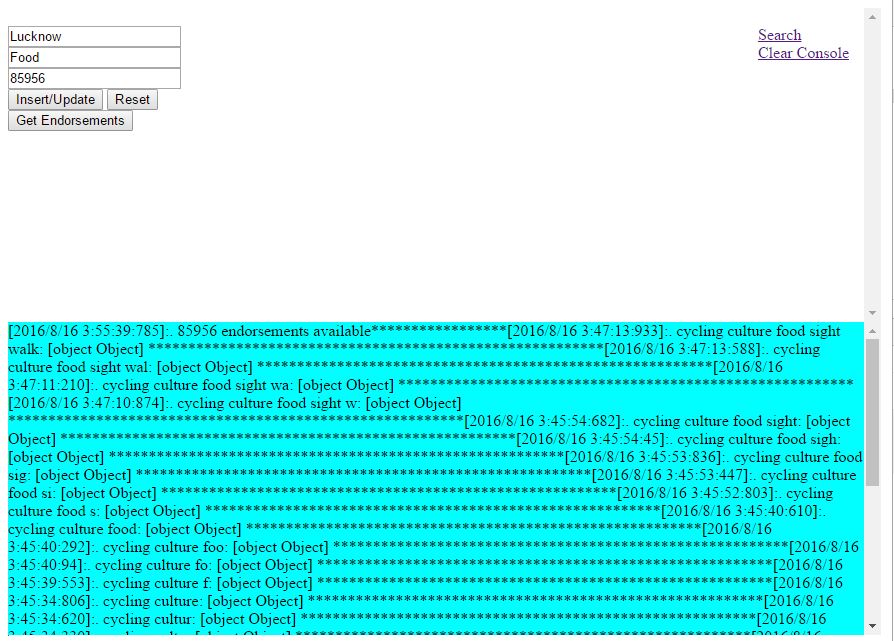 Lucknow
Food
85956
Insert/Update Reset
Get Endorsements
Search
Clear Console
[2016/8/16 3:55:39:785]:. 85956 endorsements available*****************[2016/8/16 3:47:13:933]:. cycling culture food sight
walk: [object Object] *********************************************************[2016/8/16 3:47:13:588]:. cycling
culture food sight wal: [object Object] *********************************************************[2016/8/16
3:47:11:210]:. cycling culture food sight wa: [object Object] *********************************************************
[2016/8/16 3:47:10:874]:. cycling culture food sight w: [object Object]
*********************************************************[2016/8/16 3:45:54:682]:. cycling culture food sight: [object
Object] *********************************************************[2016/8/16 3:45:54:45]:. cycling culture food sigh:
[object Object] *********************************************************[2016/8/16 3:45:53:836]:. cycling culture food
sig: [object Object] *********************************************************[2016/8/16 3:45:53:447]:. cycling culture
food si: [object Object] *********************************************************[2016/8/16 3:45:52:803]:. cycling
culture food s: [object Object] *********************************************************[2016/8/16 3:45:40:610]:.
cycling culture food: [object Object] *********************************************************[2016/8/16
3:45:40:292]:. cycling culture foo: [object Object] *********************************************************[2016/8/16
3:45:40:94]:. cycling culture fo: [object Object] *********************************************************[2016/8/16
3:45:39:553]:. cycling culture f: [object Object] *********************************************************[2016/8/16
3:45:34:806]:. cycling culture: [object Object] *********************************************************[2016/8/16
3:45:34:620]:. cycling cultur: [object Object] *********************************************************[2016/8/16